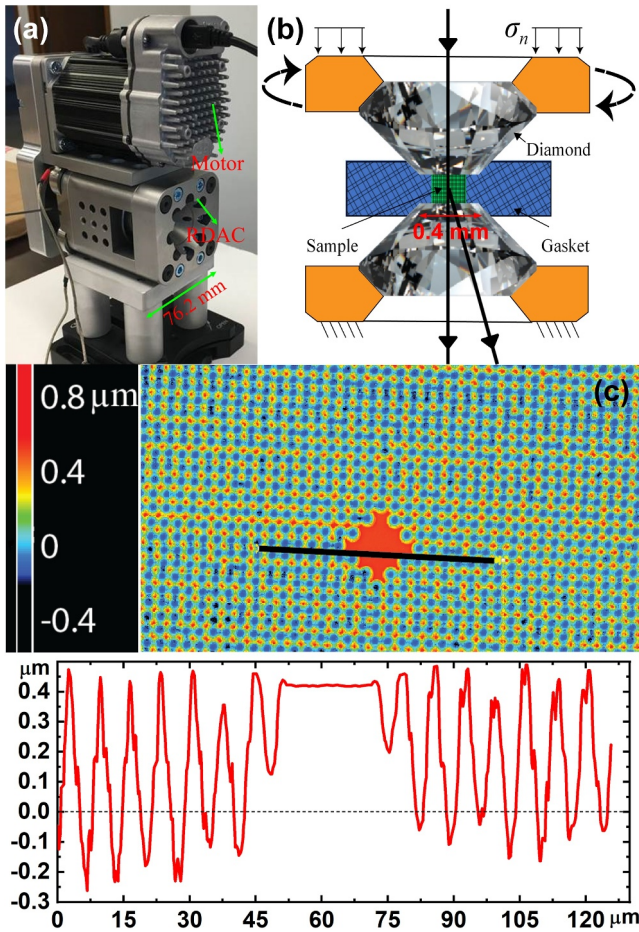 (a)
Motor
RDAC
76.2 mm
(b)
σn
Diamond
Sample
0.4 mm
Gasket
(c)
0.8 μm
0.4
0
-0.4
μm
0.4
0.3
0.2
0.1
0.0
-0.1
-0.2
-0.3
0 15 30 45 60 75 90 105 120 μm